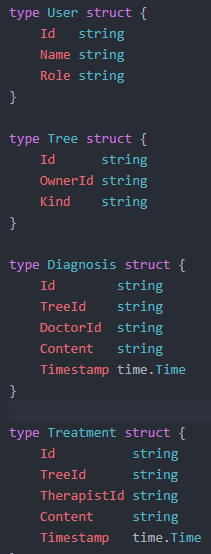 type User struct {
    Id   string
    Name string
    Role string
}
type Tree struct {
    Id      string
    OwnerId string
    Kind    string
}
type Diagnosis struct {
    Id        string
    TreeId    string
    DoctorId  string
    Content   string
    Timestamp time.Time
}
type Treatment struct {
    Id          string
    TreeId      string
    TherapistId string
    Content     string
    Timestamp   time.Time